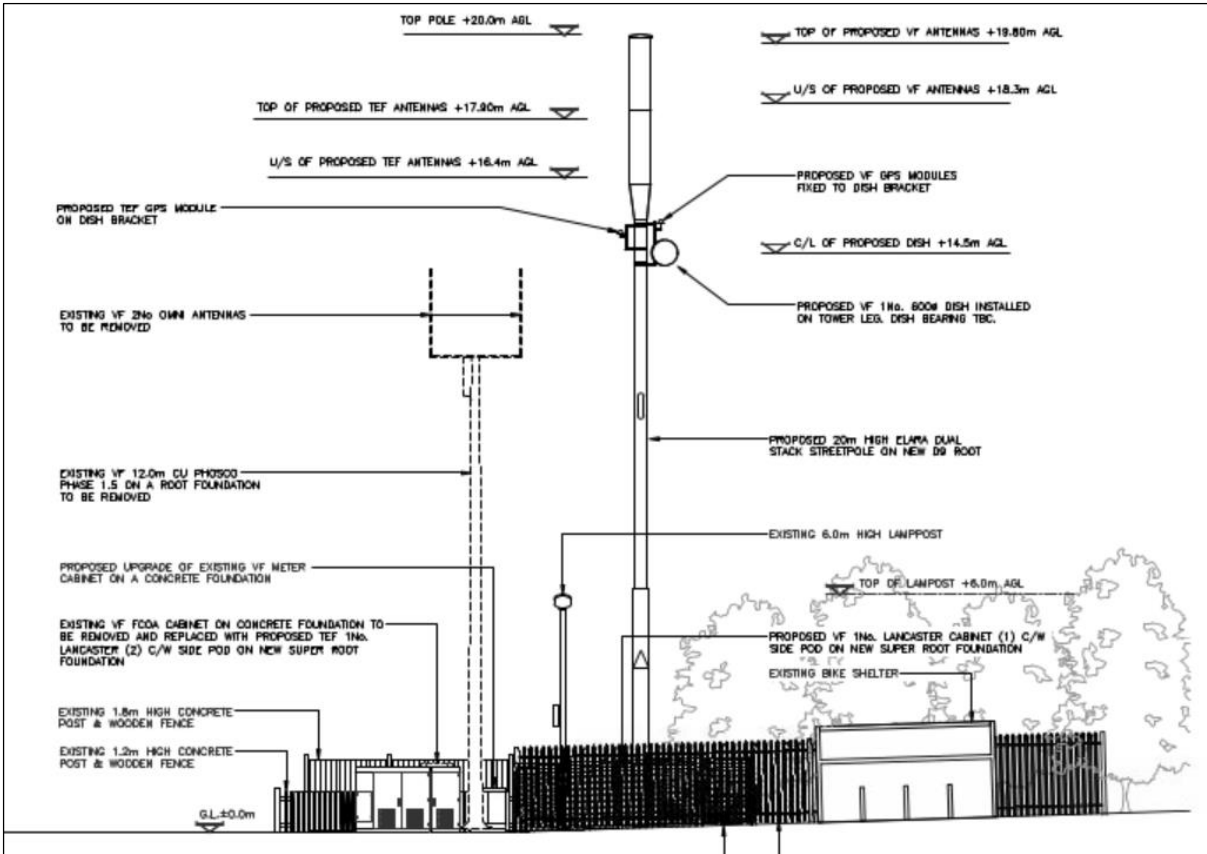 TOP POLE +20.0m AGL
TOP OF PROPOSED VF ANTENNAS +19.80m AGL
U/S OF PROPOSED VF ANTENNAS +18.3m AGL
TOP OF PROPOSED TEF ANTENNAS +17.90m AGL
U/S OF PROPOSED TEF ANTENNAS +16.4m AGL
PROPOSED VF GPS MODULES
FIXED TO DISH BRACKET
PROPOSED TEF GPS MODULE
ON DISH BRACKET
C/L OF PROPOSED DISH +14.5m AGL
EXISTING VF 2No OMNI ANTENNAS
TO BE REMOVED
PROPOSED VF 1No. 600ø DISH INSTALLED
ON TOWER LEG. DISH BEARING TBC.
PROPOSED 20m HIGH ELARA DUAL
STACK STREETPOLE ON NEW D9 ROOT
EXISTING VF 12.0m CU PHOSCO
PHASE 1.5 ON A ROOT FOUNDATION
TO BE REMOVED
EXISTING 6.0m HIGH LAMPPOST
PROPOSED UPGRADE OF EXISTING VF METER
CABINET ON A CONCRETE FOUNDATION
TOP OF LAMPOST +6.0m AGL
EXISTING VF FCOA CABINET ON CONCRETE FOUNDATION TO
BE REMOVED AND REPLACED WITH PROPOSED TEF 1No.
LANCASTER (2) C/W SIDE POD ON NEW SUPER ROOT
FOUNDATION
PROPOSED VF 1No. LANCASTER CABINET (1) C/W
SIDE POD ON NEW SUPER ROOT FOUNDATION
EXISTING BIKE SHELTER
EXISTING 1.8m HIGH CONCRETE
POST & WOODEN FENCE
EXISTING 1.2m HIGH CONCRETE
POST & WOODEN FENCE
G.L.±0.0m